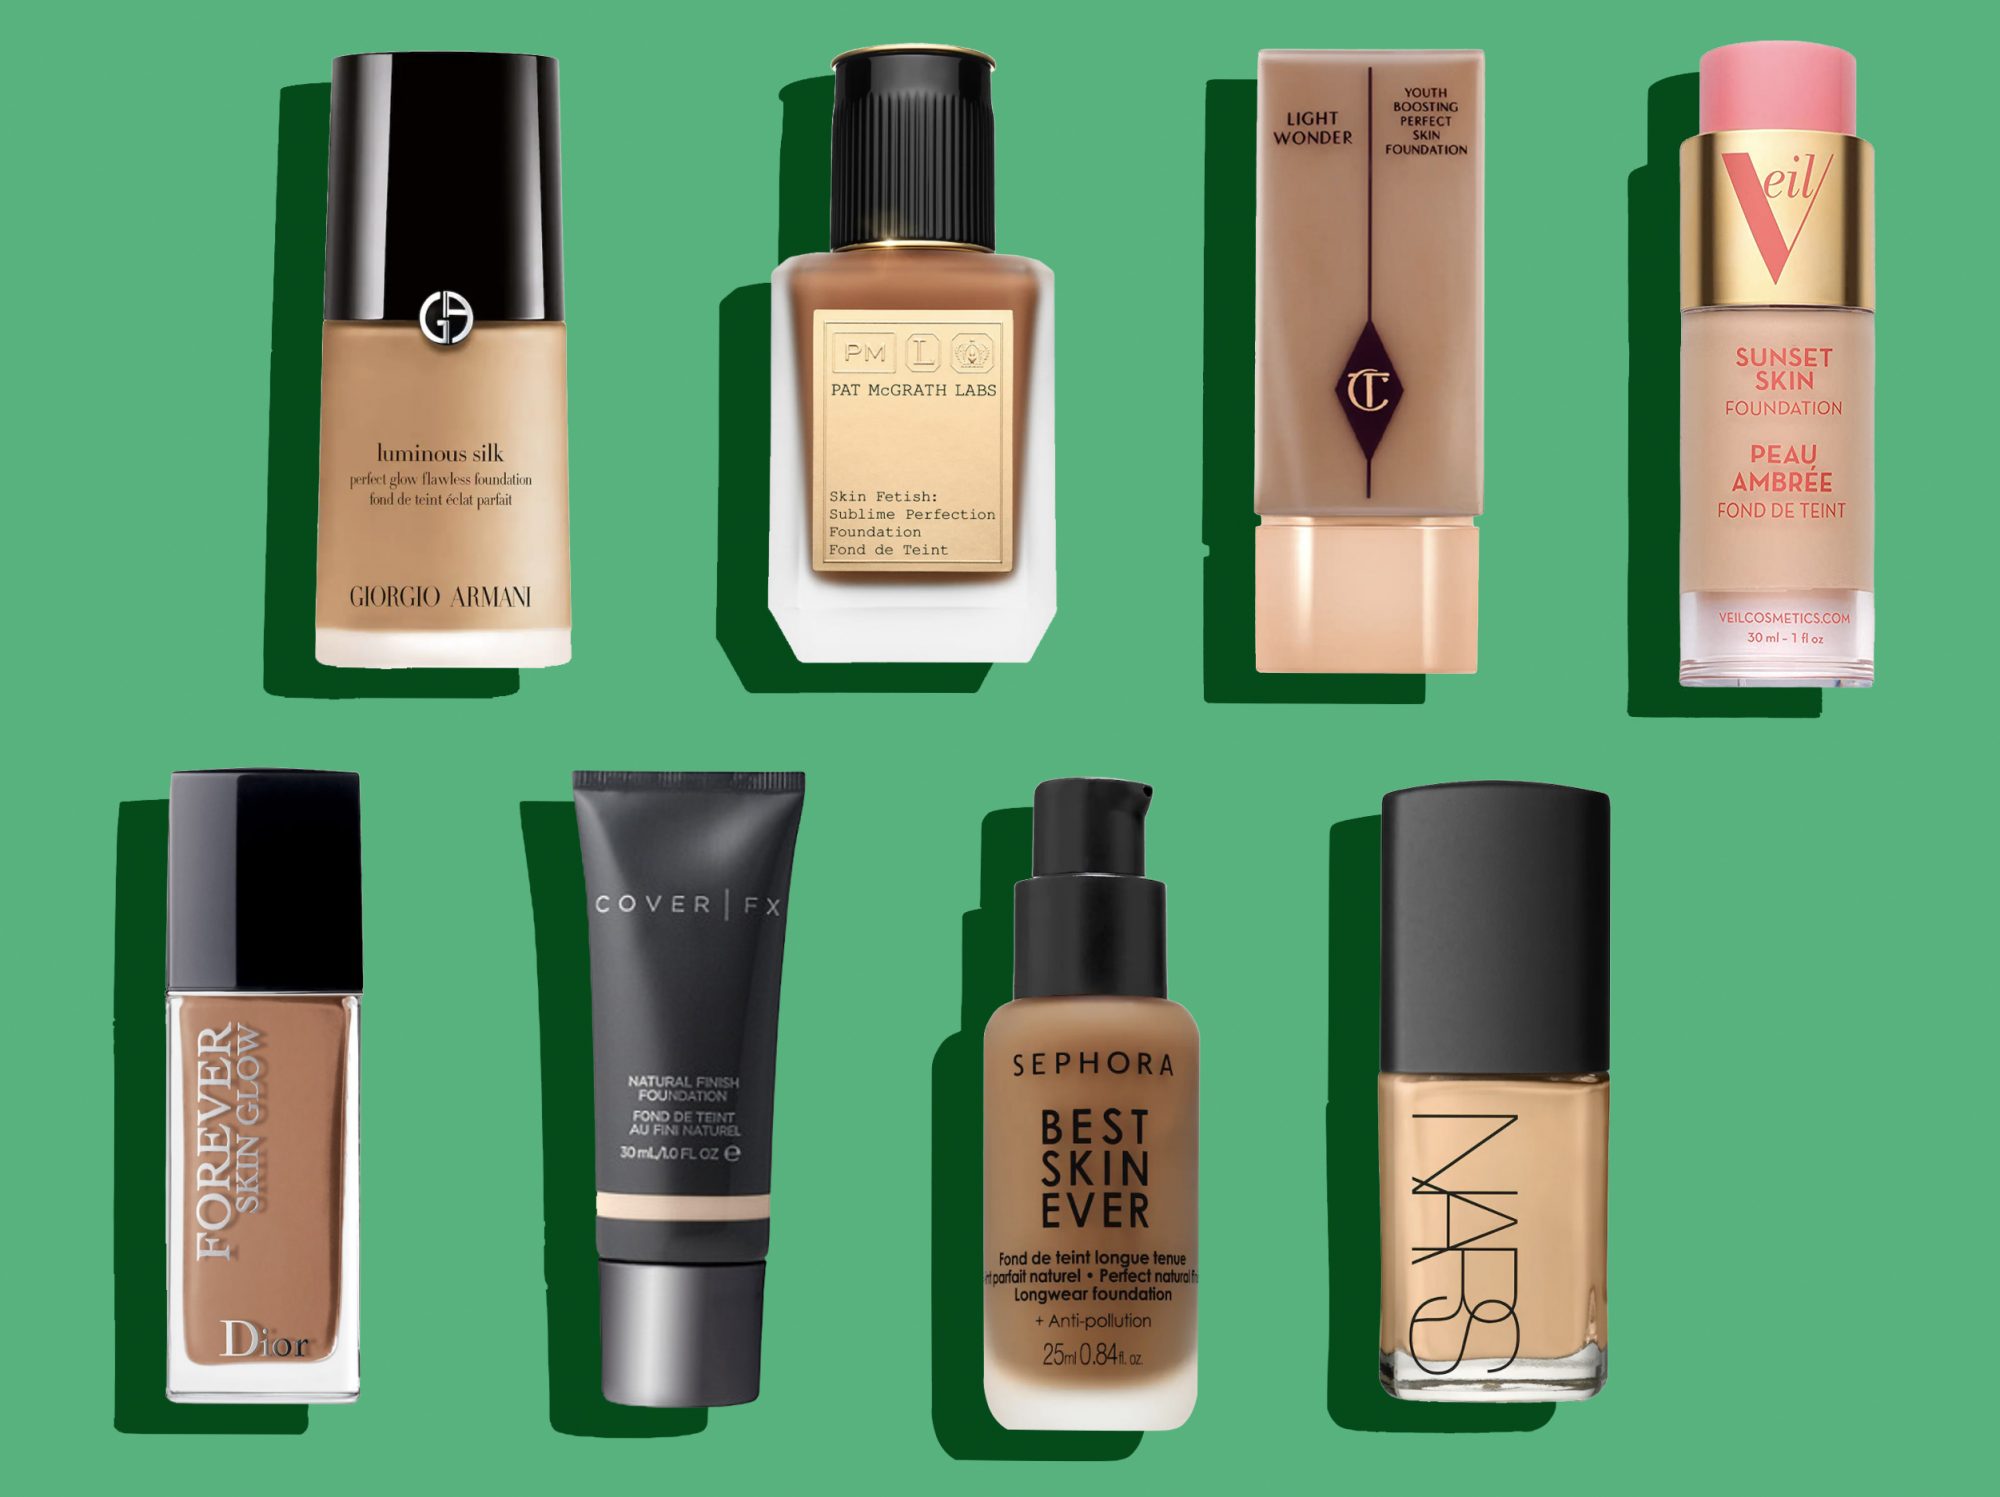 GA
luminous silk
perfect glow flawless foundation
fond de teint éclat parfait
GIORGIO ARMANI
PM L
PAT McGRATH LABS
Skin Fetish:
Sublime Perfection
Foundation
Fond de Teint
LIGHT
WONDER
YOUTH
BOOSTING
PERFECT
SKIN
FOUNDATION
CT
Veil
SUNSET
SKIN
FOUNDATION
PEAU
AMBRÉE
FOND DE TEINT
VEILCOSMETICS.COM
30 ml - 1 fl oz
FOREVER
SKIN GLOW
Dior
COVER | FX
NATURAL FINISH
FOUNDATION
FOND DE TEINT
AU FINI NATUREL
30 mL/1.0 FL OZ ℮
SEPHORA
BEST
SKIN
EVER
Fond de teint longue tenue
parfait naturel • Perfect natural
Longwear foundation
+ Anti-pollution
25ml 0.84fl. oz.
NARS